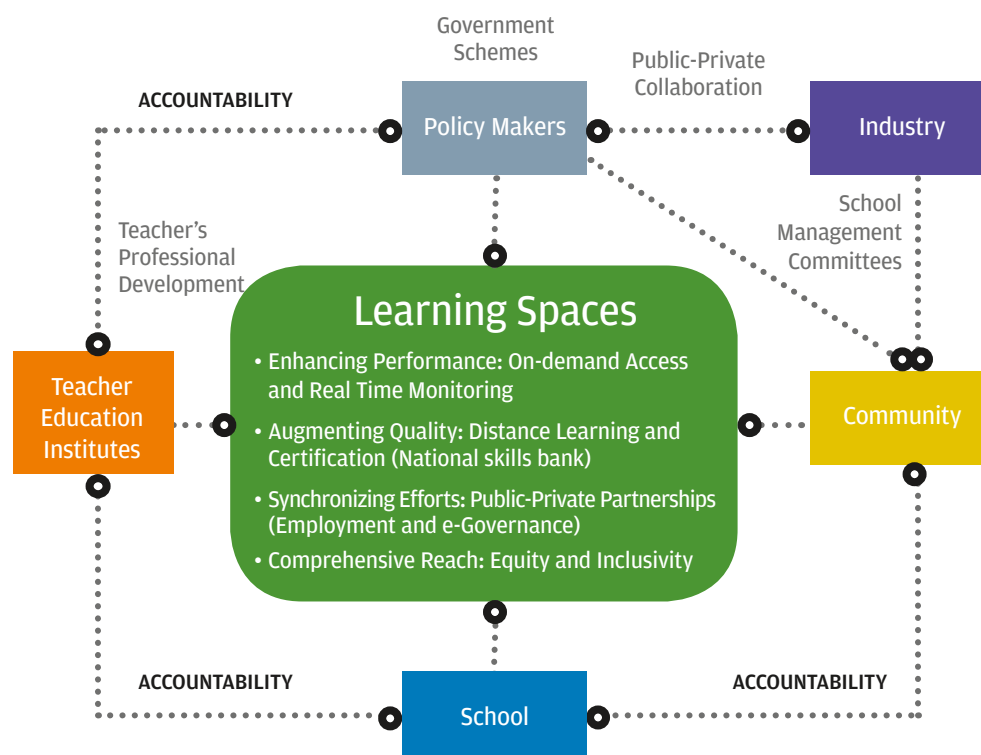 Government
Schemes
Public-Private
Collaboration
ACCOUNTABILITY
Policy Makers
Industry
Teacher’s
Professional
Development
School
Management
Committees
Learning Spaces
• Enhancing Performance: On-demand Access
and Real Time Monitoring
• Augmenting Quality: Distance Learning and
Certification (National skills bank)
• Synchronizing Efforts: Public-Private Partnerships
(Employment and e-Governance)
• Comprehensive Reach: Equity and Inclusivity
Teacher
Education
Institutes
Community
ACCOUNTABILITY
ACCOUNTABILITY
School